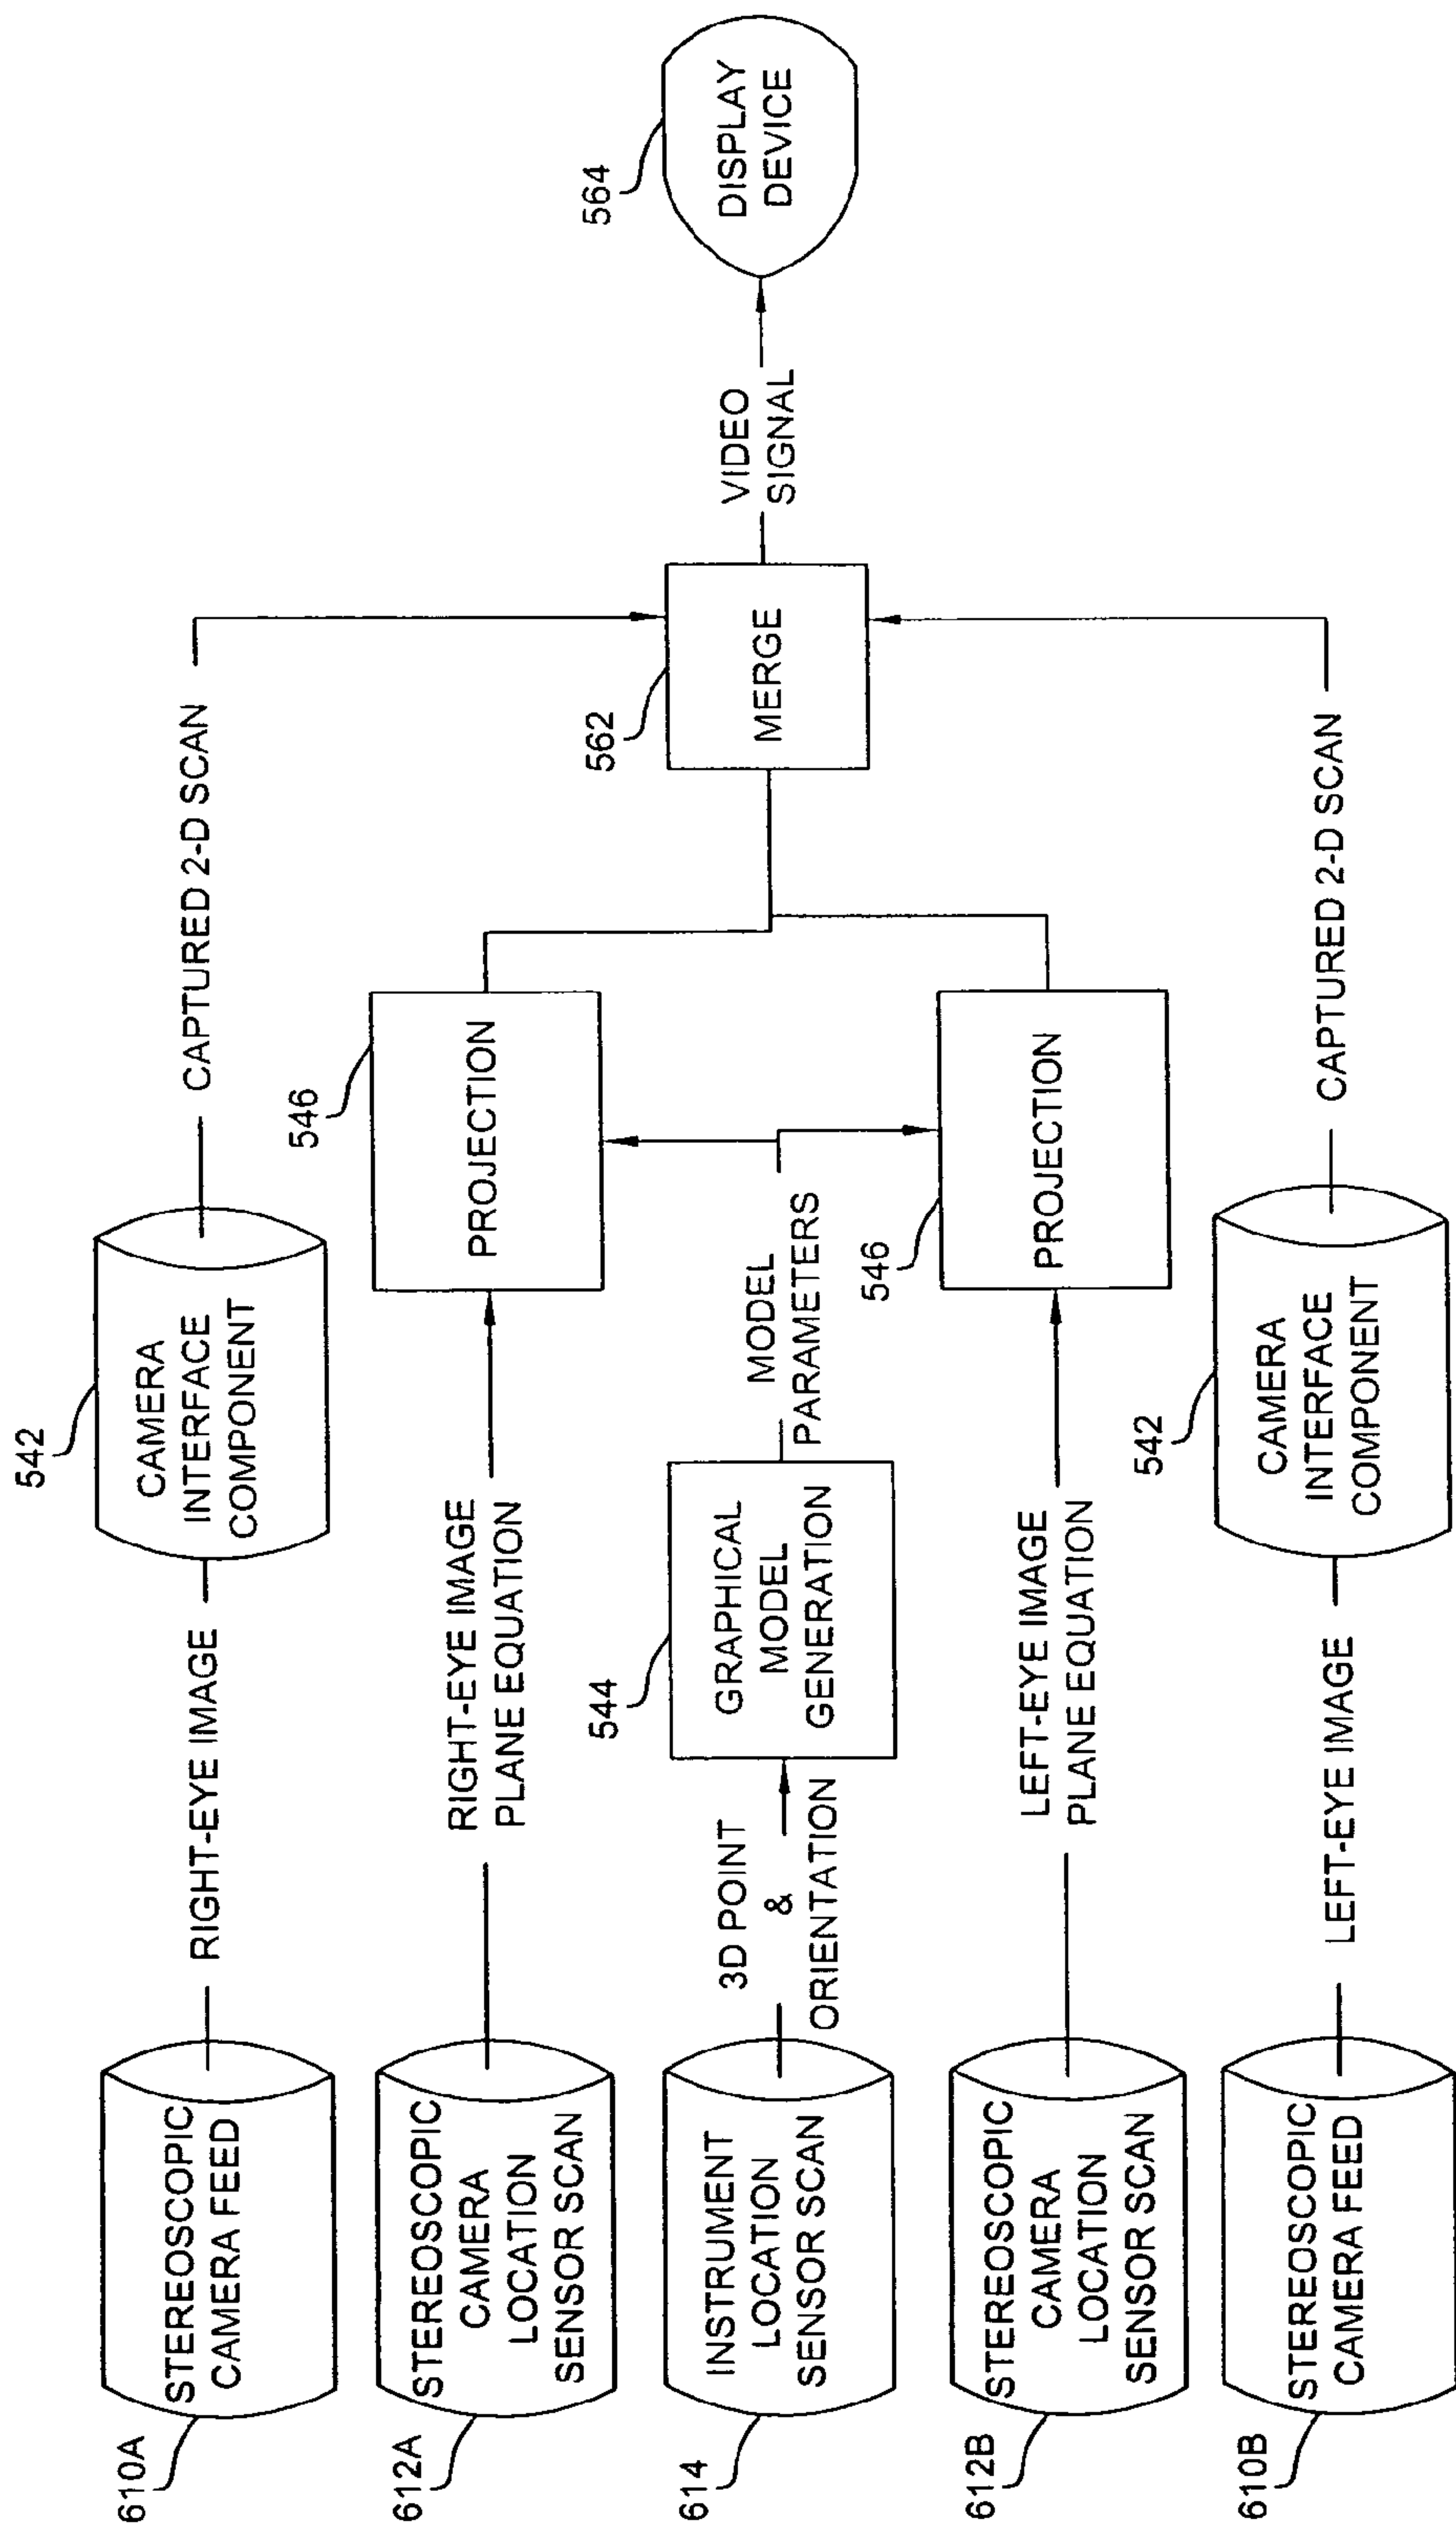 610A
STEREOSCOPIC
CAMERA FEED
RIGHT-EYE IMAGE
542
CAMERA
INTERFACE
COMPONENT
CAPTURED 2-D SCAN
612A
STEREOSCOPIC
CAMERA
LOCATION
SENSOR SCAN
RIGHT-EYE IMAGE
PLANE EQUATION
546
PROJECTION
614
INSTRUMENT
LOCATION
SENSOR SCAN
3D POINT
&
ORIENTATION
544
GRAPHICAL
MODEL
GENERATION
MODEL
PARAMETERS
562
MERGE
VIDEO
SIGNAL
564
DISPLAY
DEVICE
612B
STEREOSCOPIC
CAMERA
LOCATION
SENSOR SCAN
LEFT-EYE IMAGE
PLANE EQUATION
546
PROJECTION
610B
STEREOSCOPIC
CAMERA FEED
LEFT-EYE IMAGE
542
CAMERA
INTERFACE
COMPONENT
CAPTURED 2-D SCAN